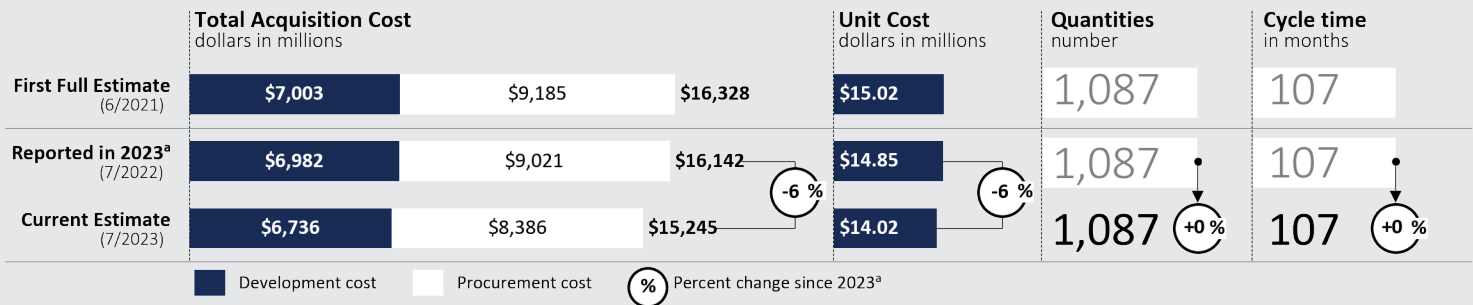 Total Acquisition Cost
dollars in millions
Unit Cost
dollars in millions
Quantities
number
Cycle time
in months
First Full Estimate
(6/2021)
$7,003 $9,185 $16,328 $15.02 1,087 107
Reported in 2023ᵃ
(7/2022)
$6,982 $9,021 $16,142 $14.85 1,087 107
-6 % -6 %
Current Estimate
(7/2023)
$6,736 $8,386 $15,245 $14.02 1,087 +0 % 107 +0 %
Development cost Procurement cost % Percent change since 2023ᵃ